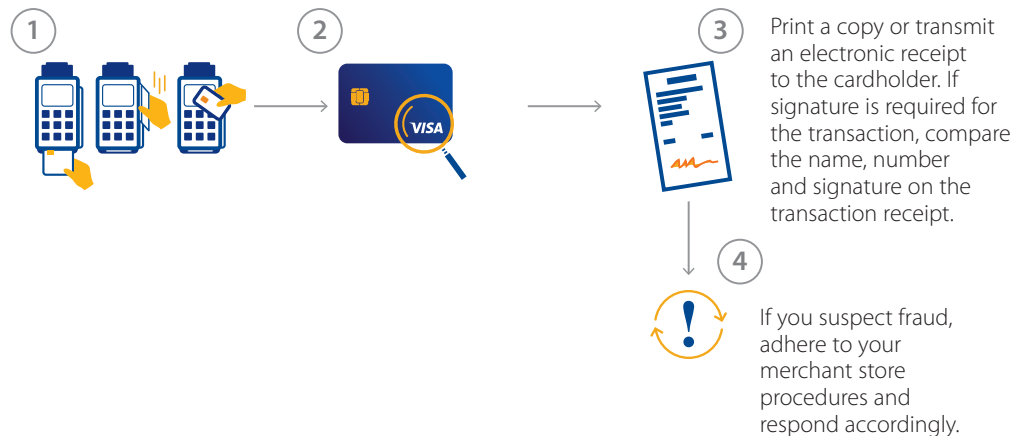 1
2
VISA
3
Print a copy or transmit
an electronic receipt
to the cardholder. If
signature is required for
the transaction, compare
the name, number
and signature on the
transaction receipt.
4
If you suspect fraud,
adhere to your
merchant store
procedures and
respond accordingly.